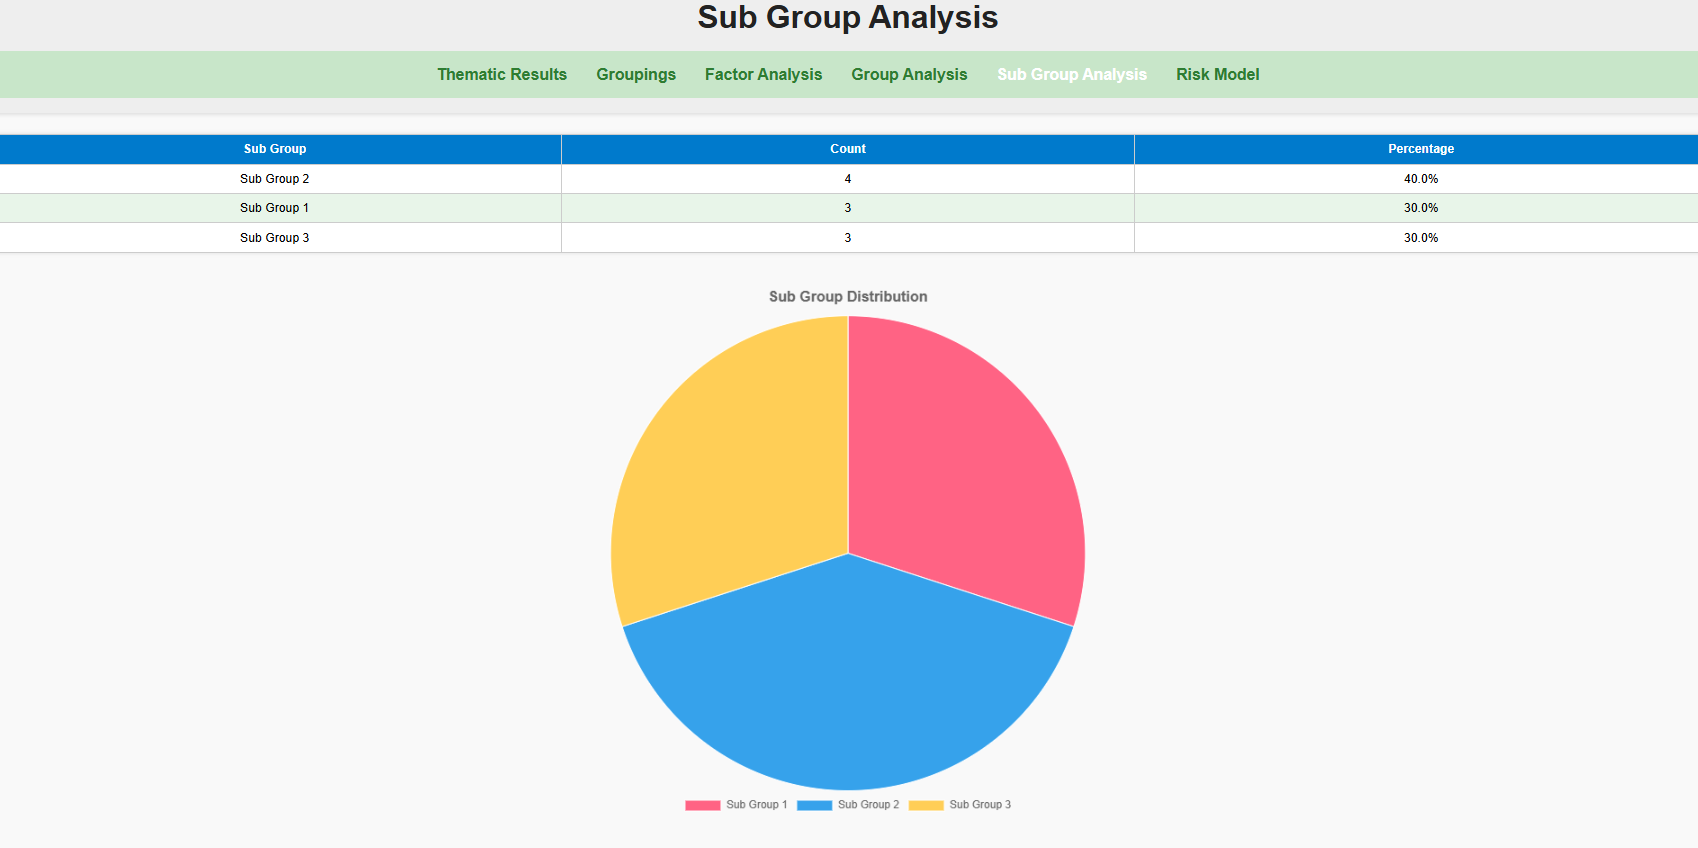 Sub Group Analysis
Thematic Results Groupings Factor Analysis Group Analysis Sub Group Analysis Risk Model
Sub Group Count Percentage
Sub Group 2 4 40.0%
Sub Group 1 3 30.0%
Sub Group 3 3 30.0%
Sub Group Distribution
Sub Group 1 Sub Group 2 Sub Group 3